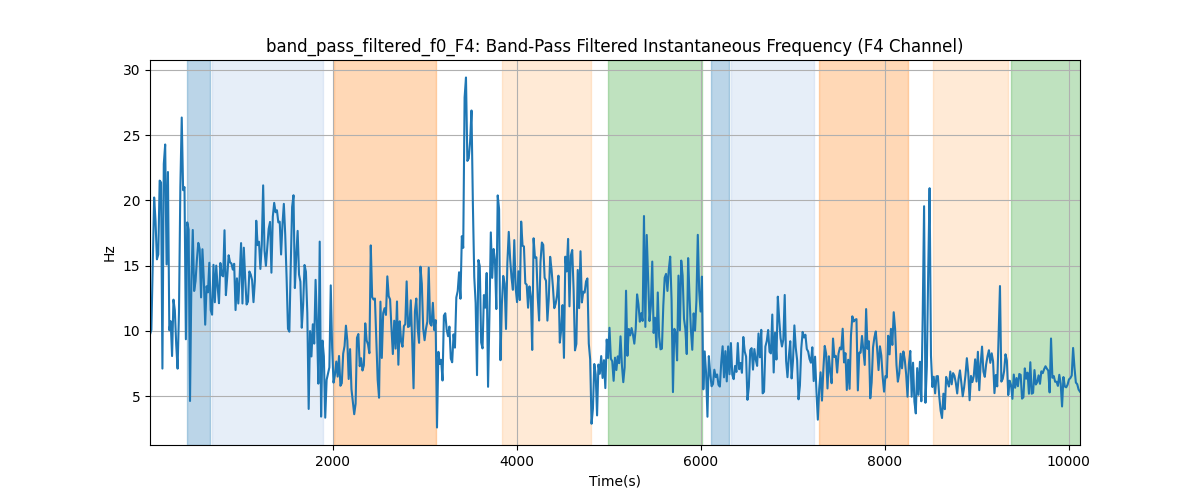 band_pass_filtered_f0_F4: Band-Pass Filtered Instantaneous Frequency (F4 Channel)
30
25
20
15
10
5
Hz
2000 4000 6000 8000 10000
Time(s)